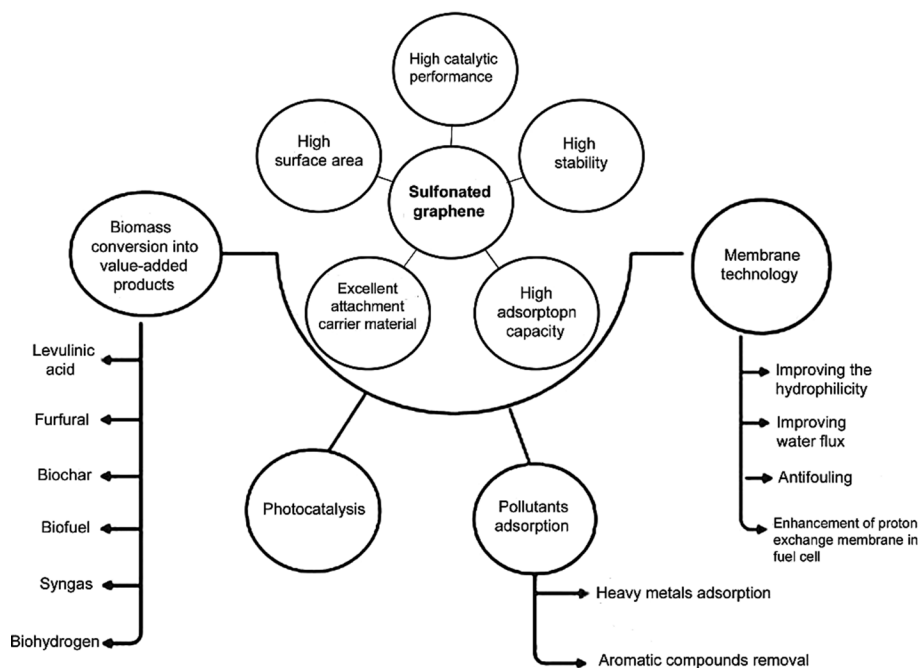 High catalytic
performance
High
surface area
High
stability
Sulfonated
graphene
Excellent
attachment
carrier material
High
adsorptopn
capacity
Biomass
conversion into
value-added
products
Levulinic
acid
Furfural
Biochar
Biofuel
Syngas
Biohydrogen
Photocatalysis
Pollutants
adsorption
Heavy metals adsorption
Aromatic compounds removal
Membrane
technology
Improving the
hydrophilicity
Improving
water flux
Antifouling
Enhancement of proton
exchange membrane in
fuel cell